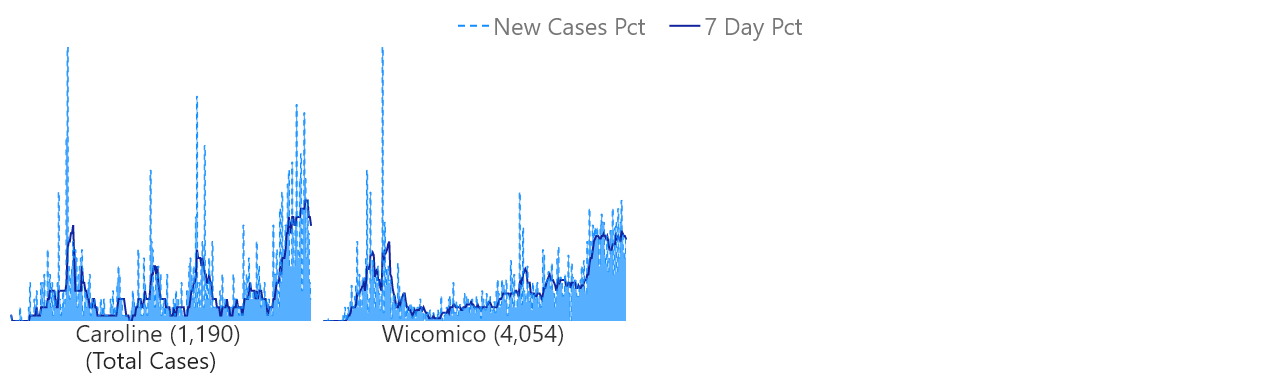 New Cases Pct 7 Day Pct
Caroline (1,190) Wicomico (4,054)
(Total Cases)